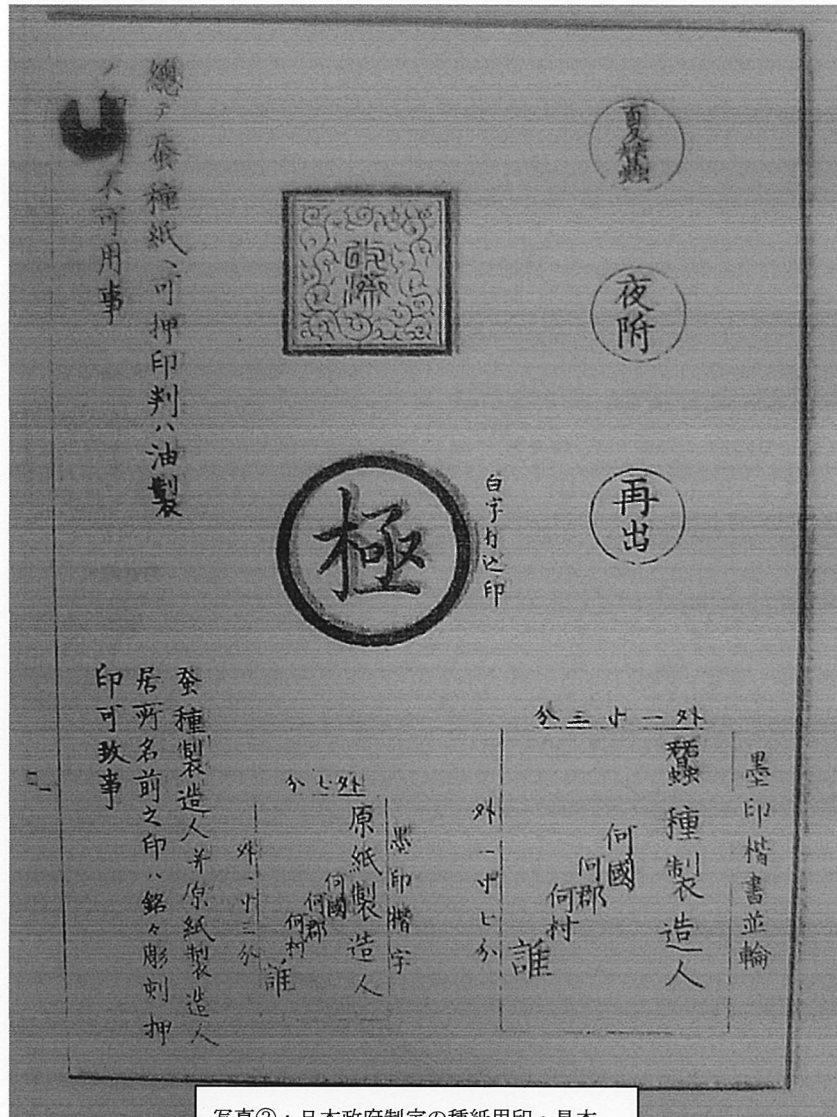 夏蠶
夜附
再出
白字打込印
極
墨印楷書並輪
外一寸三分
蠶種製造人
何國
何郡
何村
誰
外一寸七分
墨印楷字
外七分
原紙製造人
何國
何郡
何村
誰
外一寸三分
總テ蚕種紙ヘ可押印判ハ油製
不可用事
蚕種製造人并原紙製造人
居所名前之印ハ銘々彫刻押
印可致事
写真②:日本政府制定の種紙用印・見本